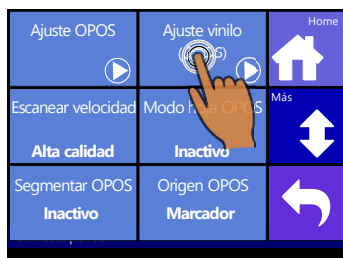 Ajuste OPOS
Ajuste vinilo
Home
Escanear velocidad
Alta calidad
Modo hoja OPOS
Inactivo
Más
Segmentar OPOS
Inactivo
Origen OPOS
Marcador